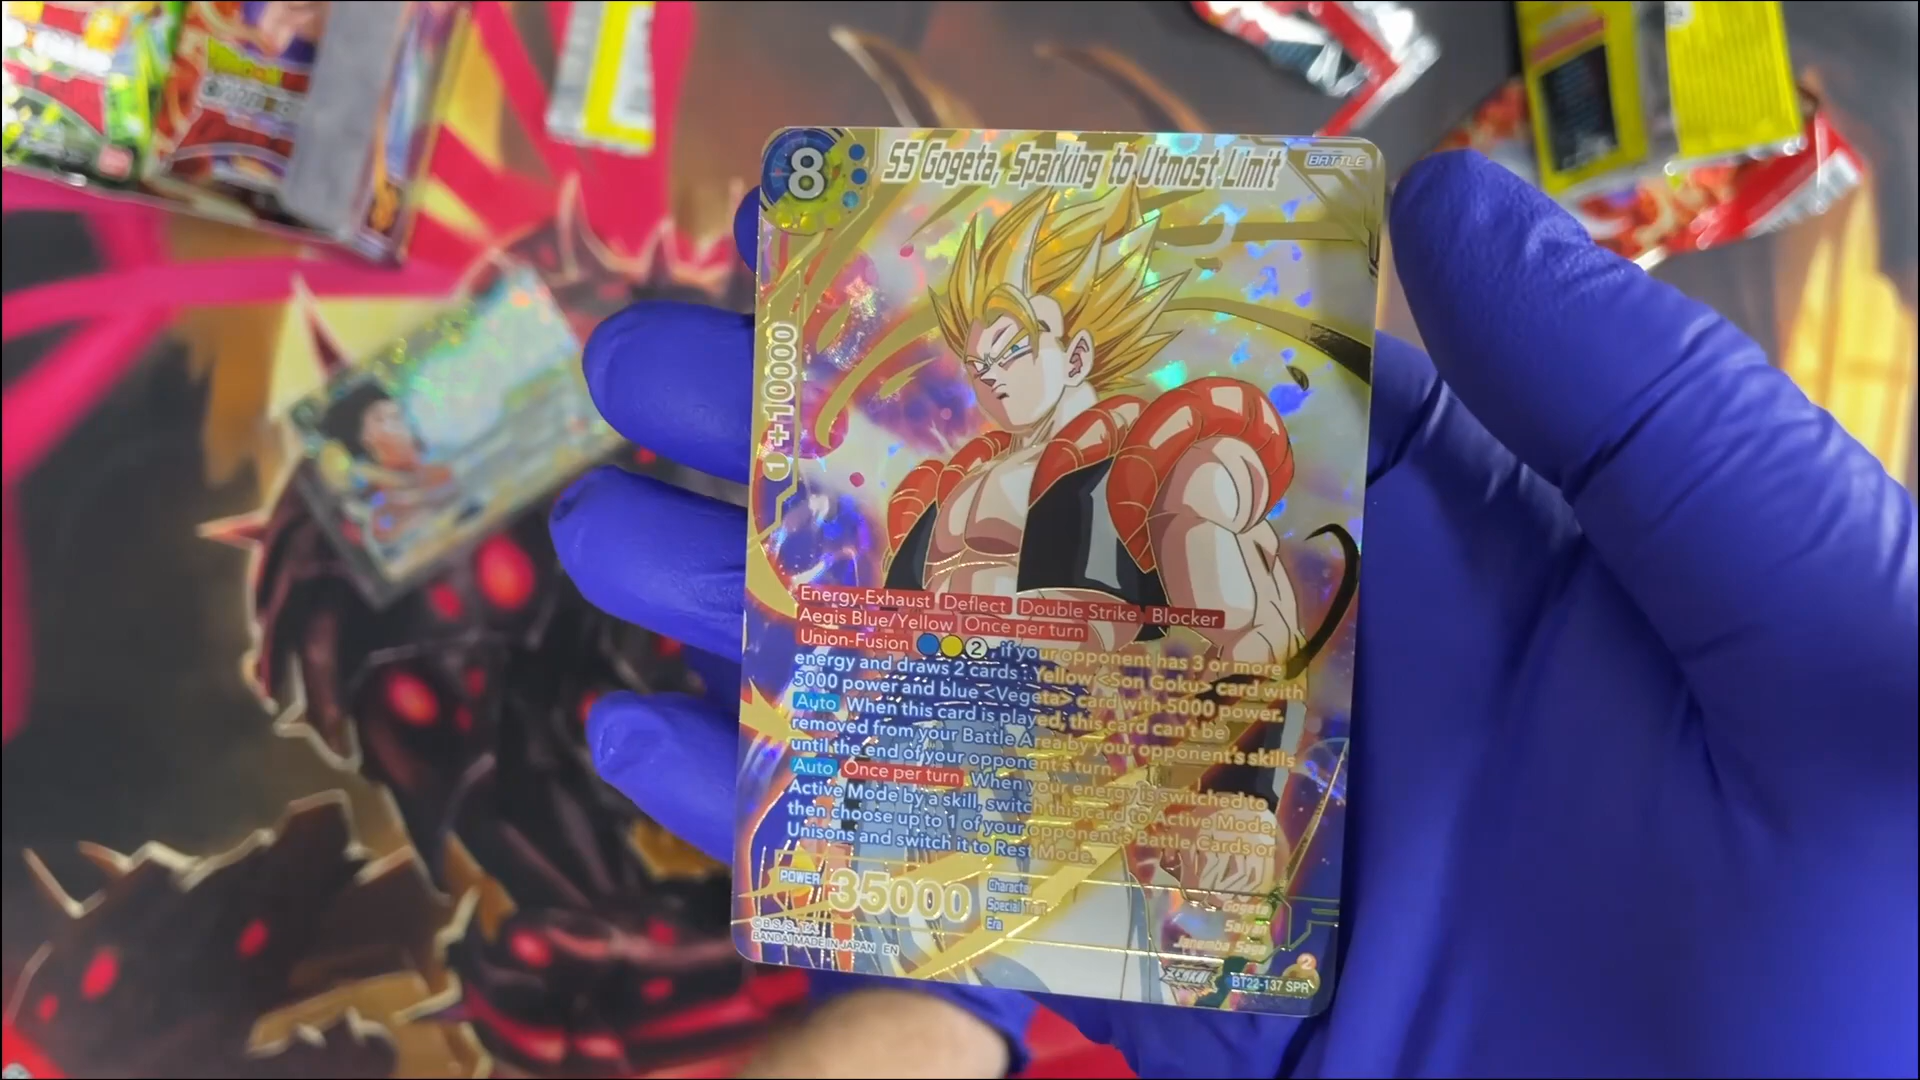 8
SS Gogeta, Sparking to Utmost Limit
BATTLE
1 +10000
Energy-Exhaust Deflect Double Strike Blocker
Aegis Blue/Yellow Once per turn
Union-Fusion 2, if your opponent has 3 or more
energy and draws 2 cards : Yellow <Son Goku> card with
5000 power and blue <Vegeta> card with 5000 power.
Auto When this card is played, this card can't be
removed from your Battle Area by your opponent's skills
until the end of your opponent's turn.
Auto Once per turn When your energy is switched to
Active Mode by a skill, switch this card to Active Mode,
then choose up to 1 of your opponent's Battle Cards or
Unisons and switch it to Rest Mode.
POWER 35000
Character Gogeta
Special Trait Saiyan
Era Janemba Saga
©B.S./S., T.A.
BANDAI MADE IN JAPAN EN
ZENKAI
2
BT22-137 SPR